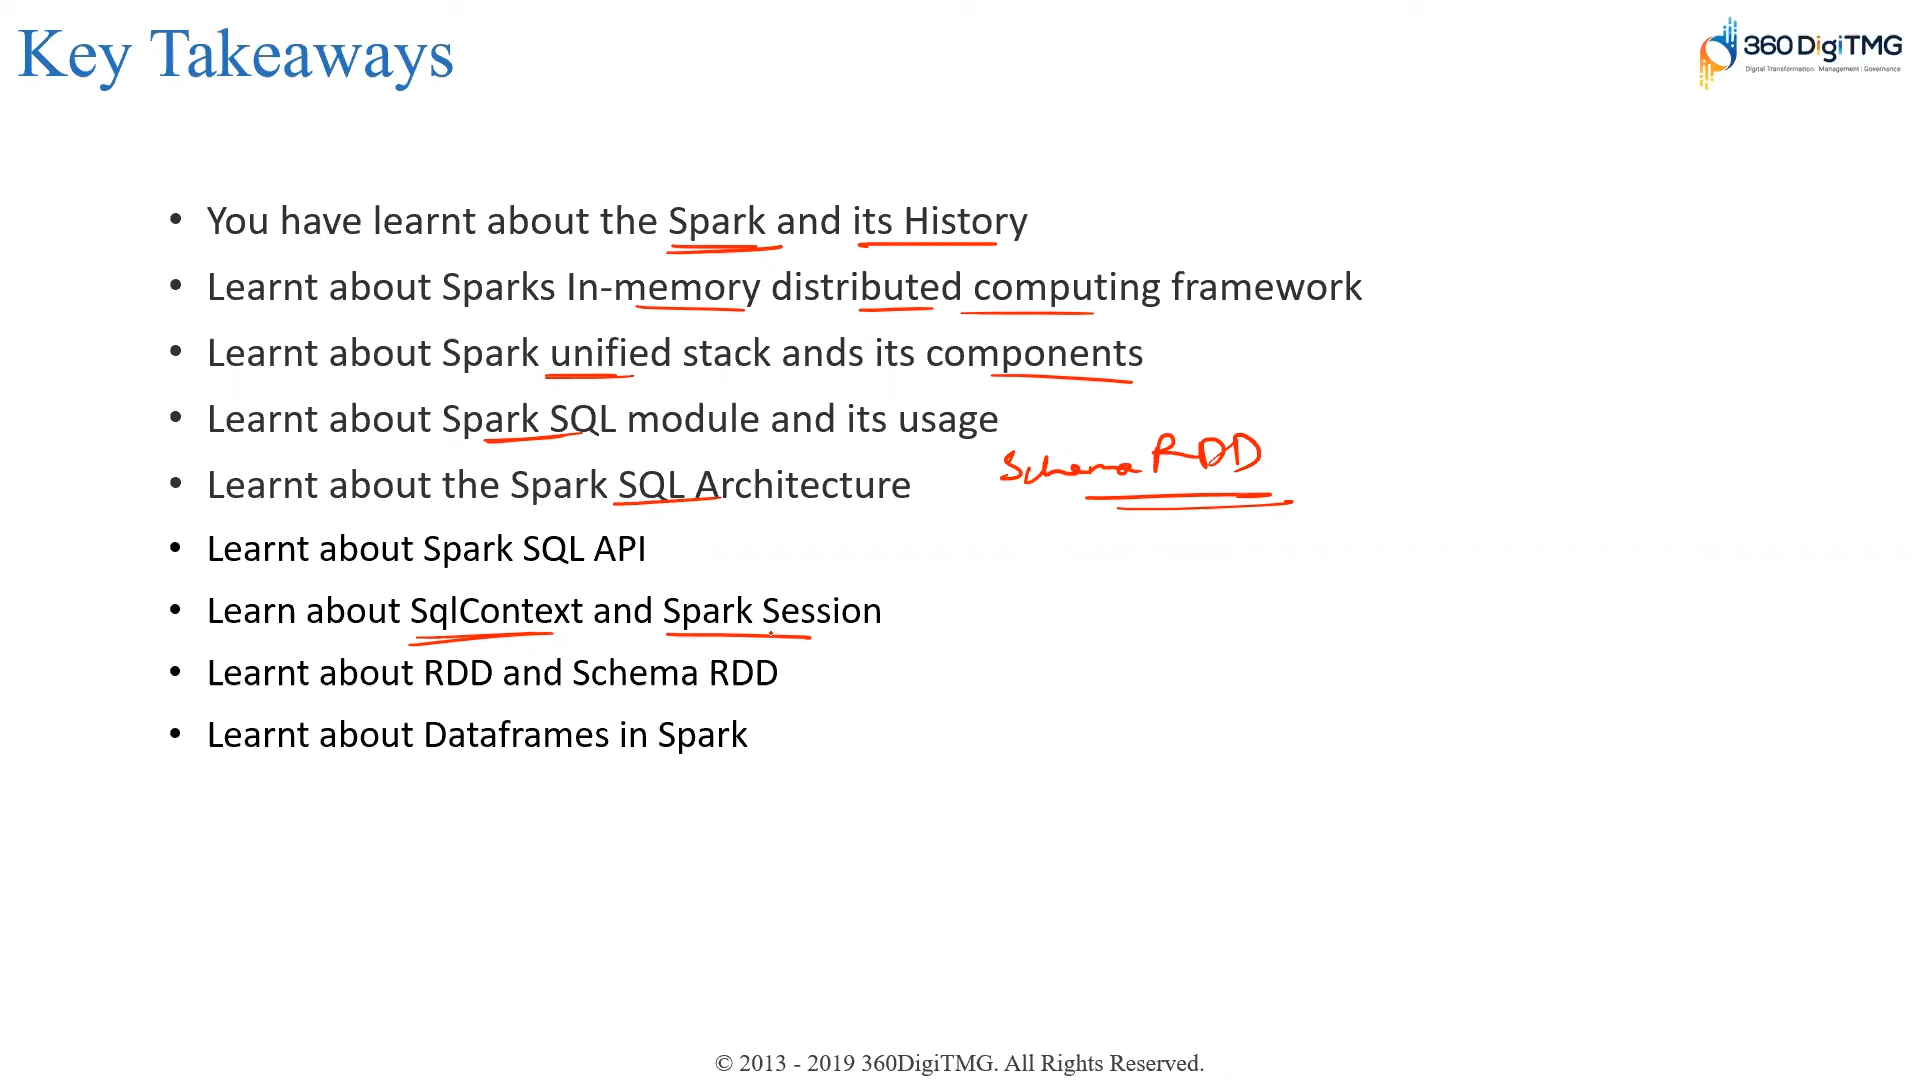 Key Takeaways
360 DigiTMG
Digital Transformation | Management | Governance
• You have learnt about the Spark and its History
• Learnt about Sparks In-memory distributed computing framework
• Learnt about Spark unified stack ands its components
• Learnt about Spark SQL module and its usage
Schema RDD
• Learnt about the Spark SQL Architecture
• Learnt about Spark SQL API
• Learn about SqlContext and Spark Session
• Learnt about RDD and Schema RDD
• Learnt about Dataframes in Spark
© 2013 - 2019 360DigiTMG. All Rights Reserved.